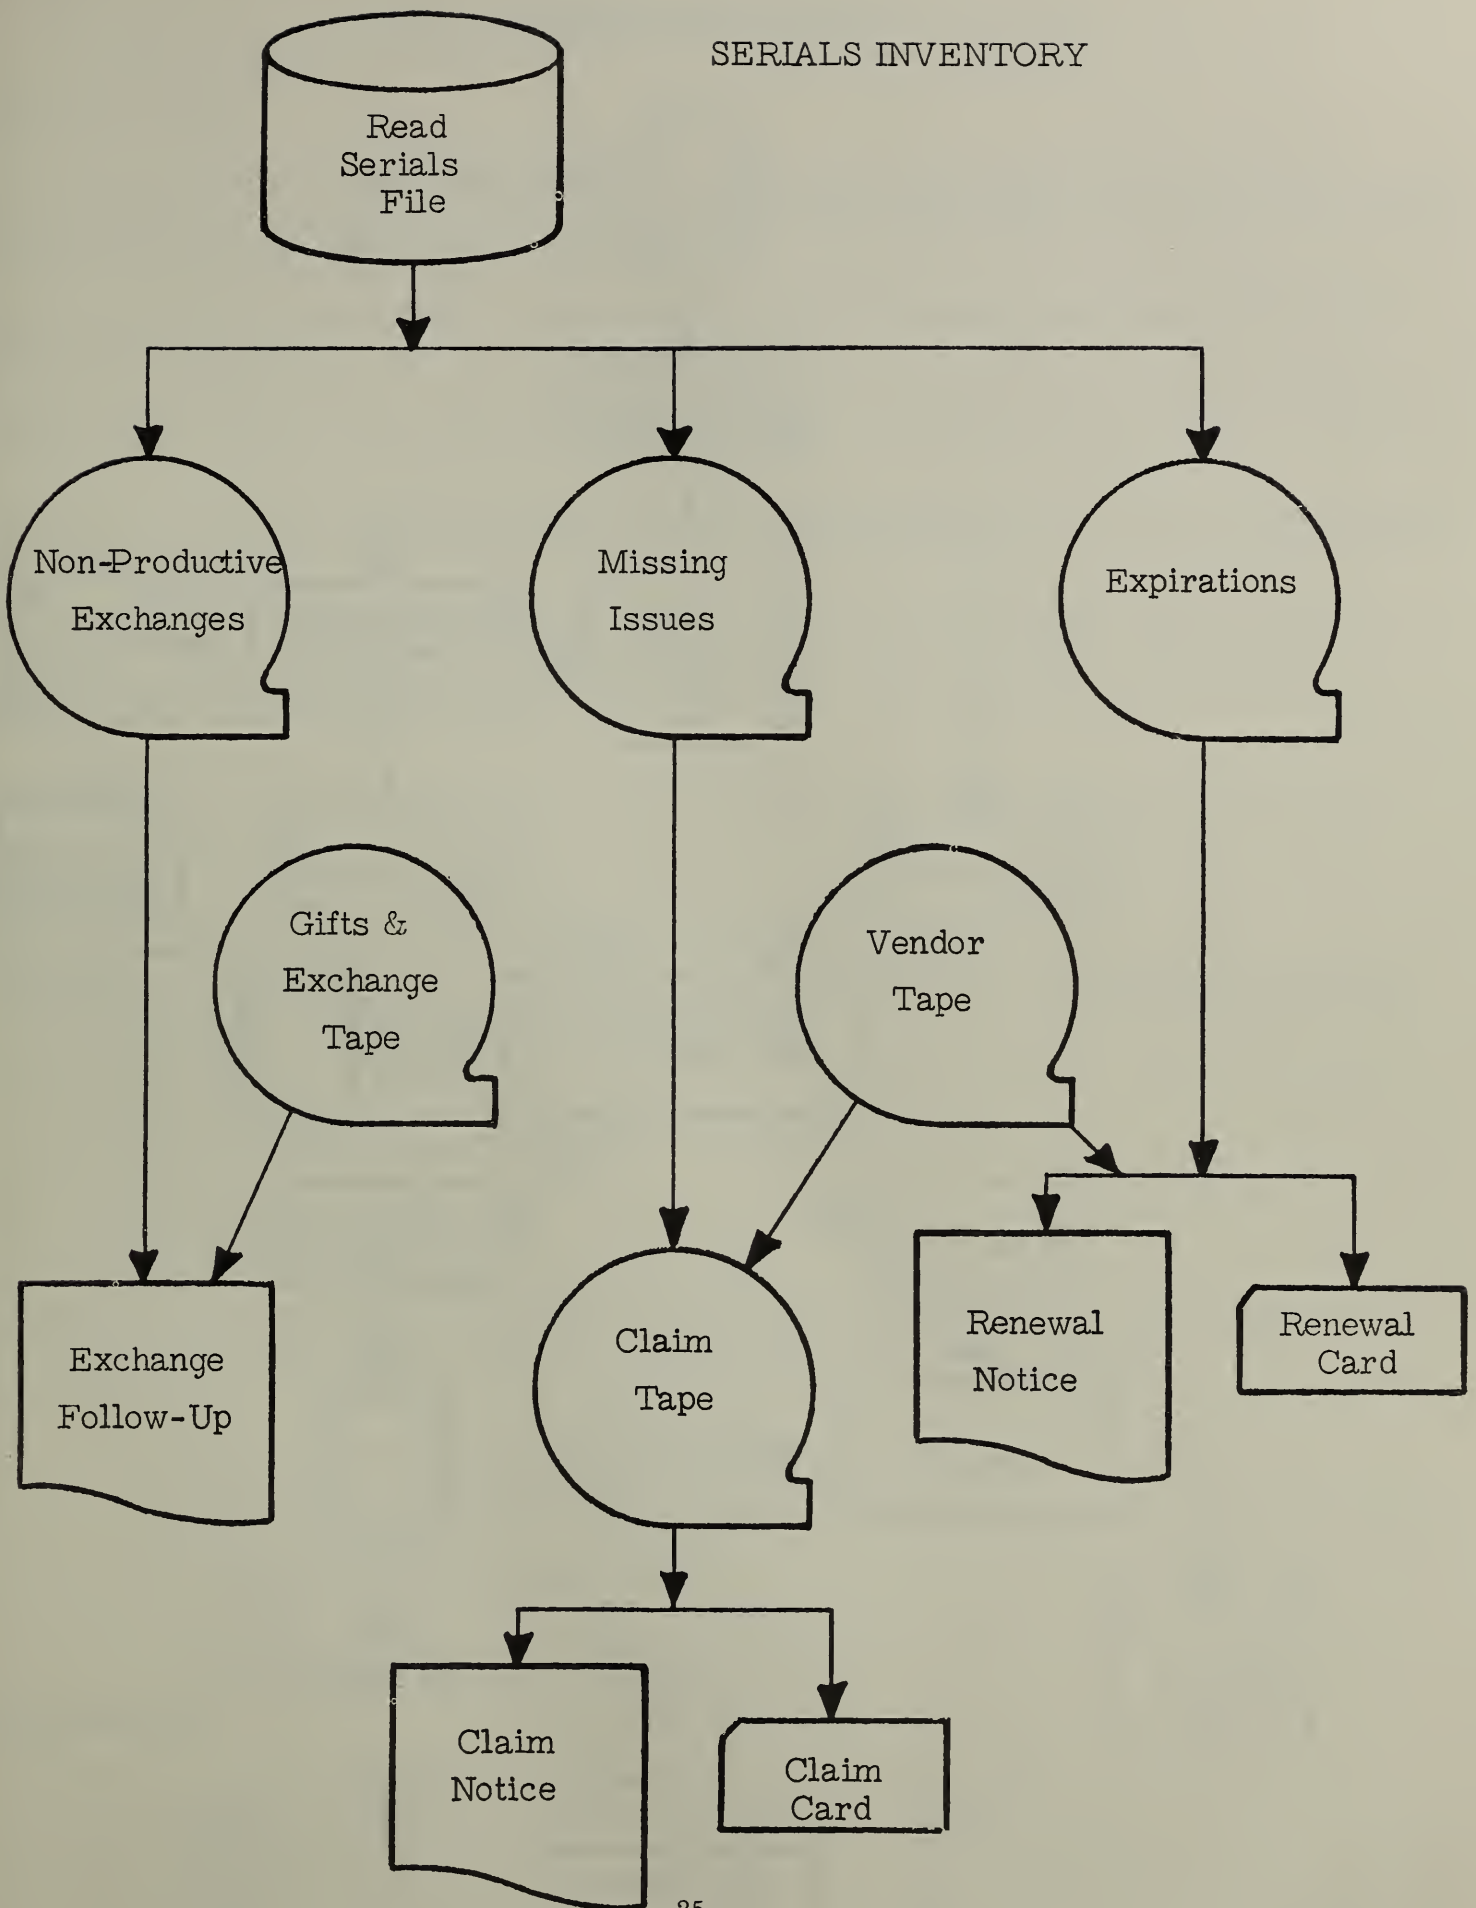 SERIALS INVENTORY
Read
Serials
File
Non-Productive
Exchanges
Missing
Issues
Expirations
Gifts &
Exchange
Tape
Vendor
Tape
Exchange
Follow-Up
Claim
Tape
Renewal
Notice
Renewal
Card
Claim
Notice
Claim
Card